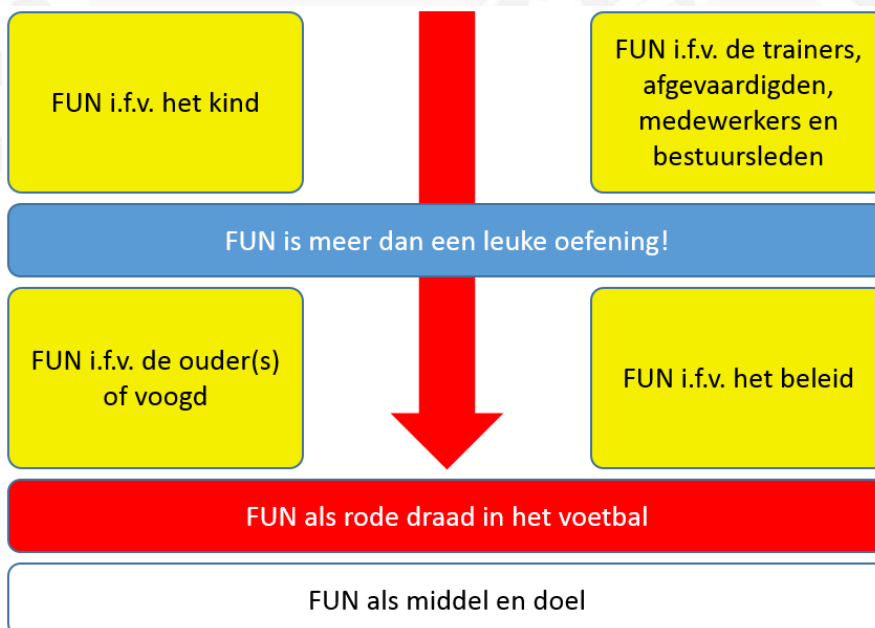 FUN i.f.v. het kind
FUN i.f.v. de trainers,
afgevaardigden,
medewerkers en
bestuursleden
FUN is meer dan een leuke oefening!
FUN i.f.v. de ouder(s)
of voogd
FUN i.f.v. het beleid
FUN als rode draad in het voetbal
FUN als middel en doel